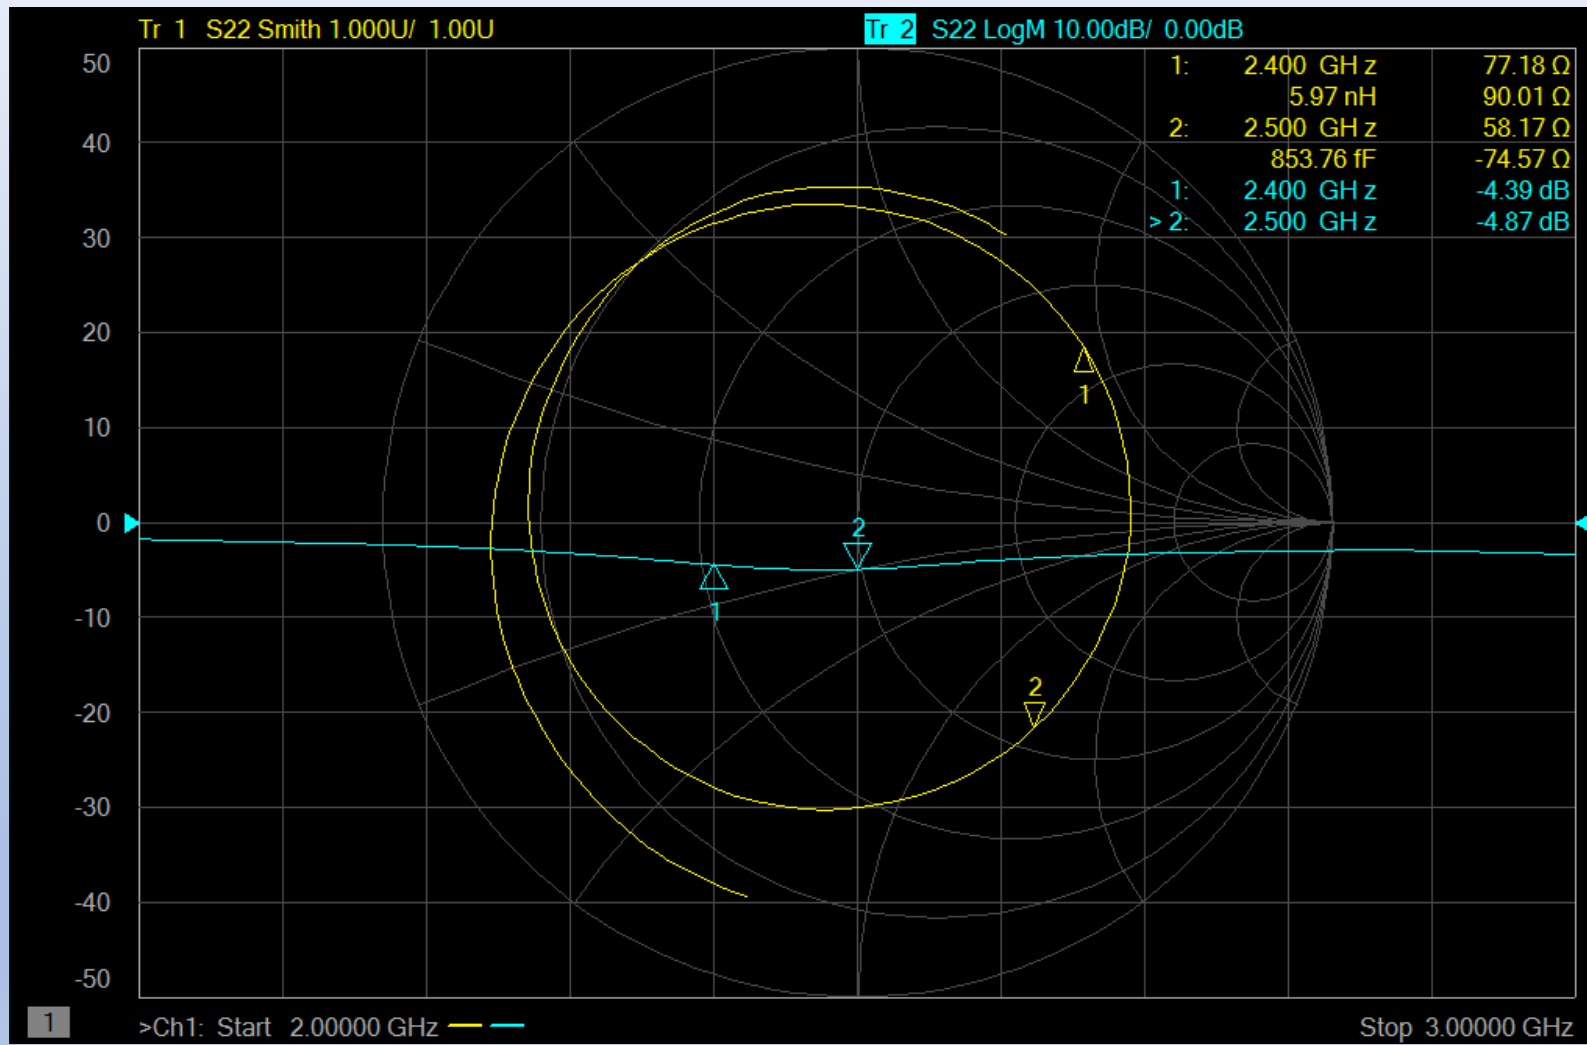 Tr 1 S22 Smith 1.000U/ 1.00U
Tr 2 S22 LogM 10.00dB/ 0.00dB
1: 2.400 GHz 77.18 Ω
5.97 nH 90.01 Ω
2: 2.500 GHz 58.17 Ω
853.76 fF -74.57 Ω
1: 2.400 GHz -4.39 dB
> 2: 2.500 GHz -4.87 dB
50
40
30
20
10
0
-10
-20
-30
-40
-50
1
2
2
1
1
>Ch1: Start 2.00000 GHz
Stop 3.00000 GHz